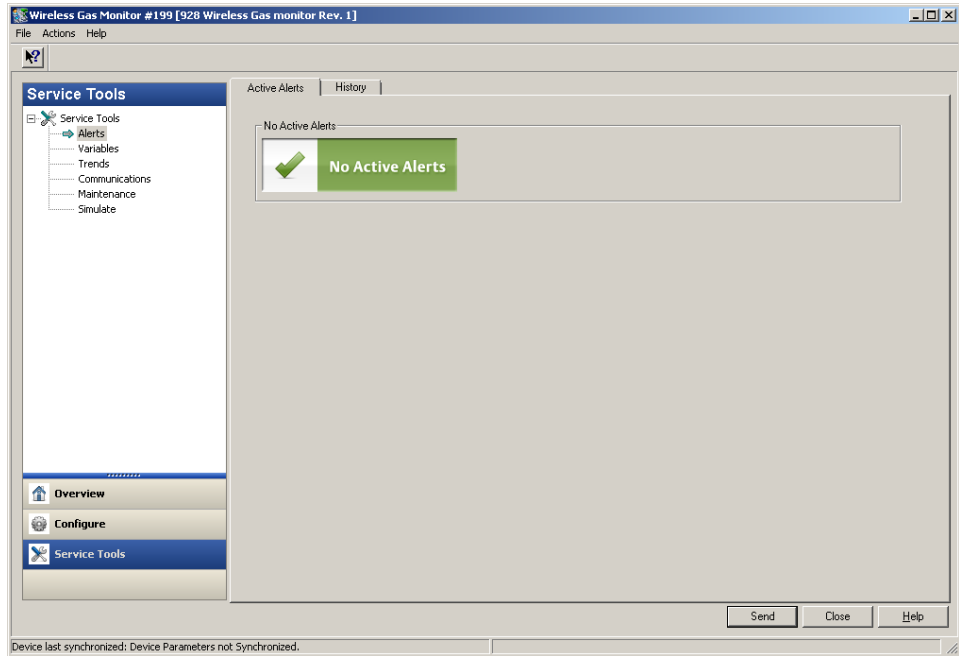 Wireless Gas Monitor #199 [928 Wireless Gas monitor Rev. 1]
File Actions Help
Service Tools
Service Tools
Alerts
Variables
Trends
Communications
Maintenance
Simulate
Overview
Configure
Service Tools
Active Alerts History
No Active Alerts
No Active Alerts
Send Close Help
Device last synchronized: Device Parameters not Synchronized.